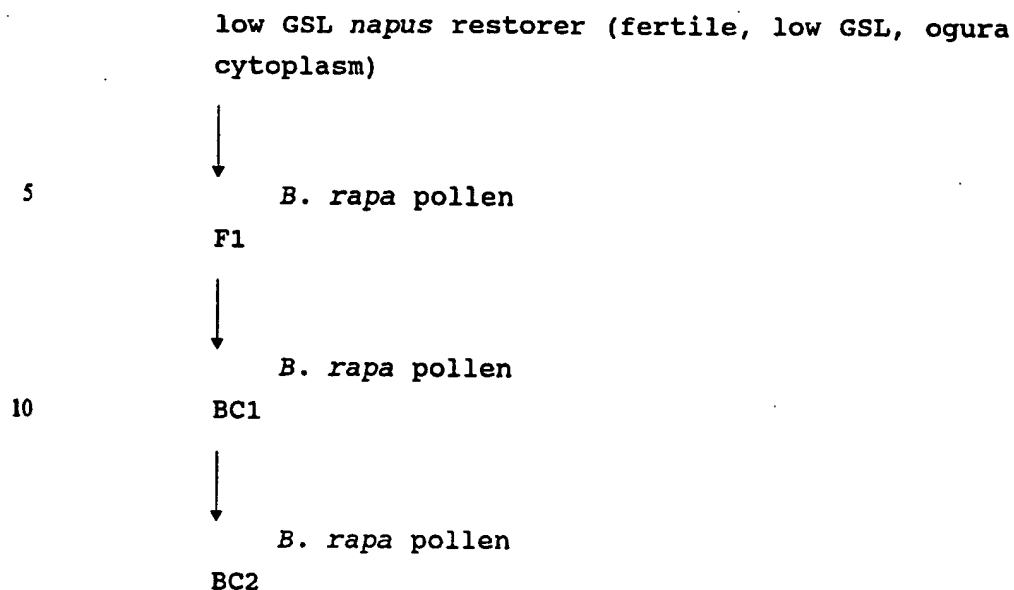 low GSL napus restorer (fertile, low GSL, ogura
cytoplasm)
5 B. rapa pollen
F1
B. rapa pollen
10 BC1
B. rapa pollen
BC2